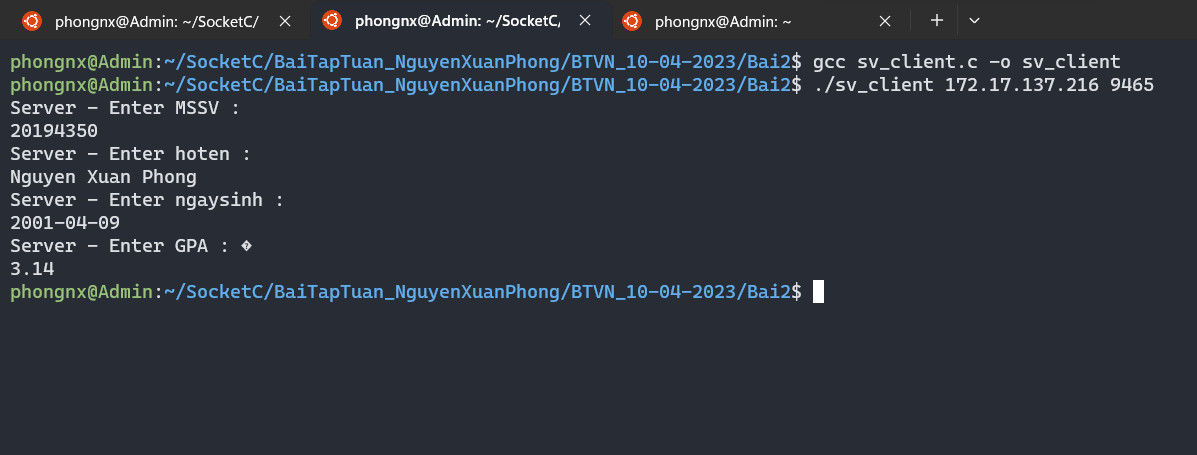 phongnx@Admin: ~/SocketC/
phongnx@Admin: ~/SocketC/
phongnx@Admin: ~
phongnx@Admin:~/SocketC/BaiTapTuan_NguyenXuanPhong/BTVN_10-04-2023/Bai2$ gcc sv_client.c -o sv_client
phongnx@Admin:~/SocketC/BaiTapTuan_NguyenXuanPhong/BTVN_10-04-2023/Bai2$ ./sv_client 172.17.137.216 9465
Server - Enter MSSV :
20194350
Server - Enter hoten :
Nguyen Xuan Phong
Server - Enter ngaysinh :
2001-04-09
Server - Enter GPA : �
3.14
phongnx@Admin:~/SocketC/BaiTapTuan_NguyenXuanPhong/BTVN_10-04-2023/Bai2$